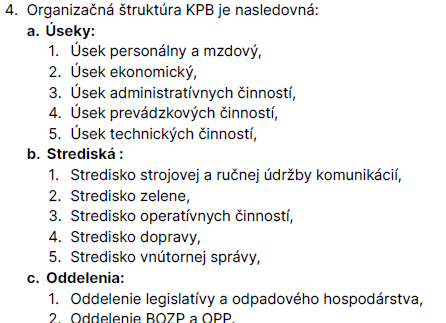 4. Organizačná štruktúra KPB je nasledovná:
a. Úseky:
1. Úsek personálny a mzdový,
2. Úsek ekonomický,
3. Úsek administratívnych činností,
4. Úsek prevádzkových činností,
5. Úsek technických činností,
b. Strediská :
1. Stredisko strojovej a ručnej údržby komunikácií,
2. Stredisko zelene,
3. Stredisko operatívnych činností,
4. Stredisko dopravy,
5. Stredisko vnútornej správy,
c. Oddelenia:
1. Oddelenie legislatívy a odpadového hospodárstva,
2. Oddelenie BOZP a OPP,